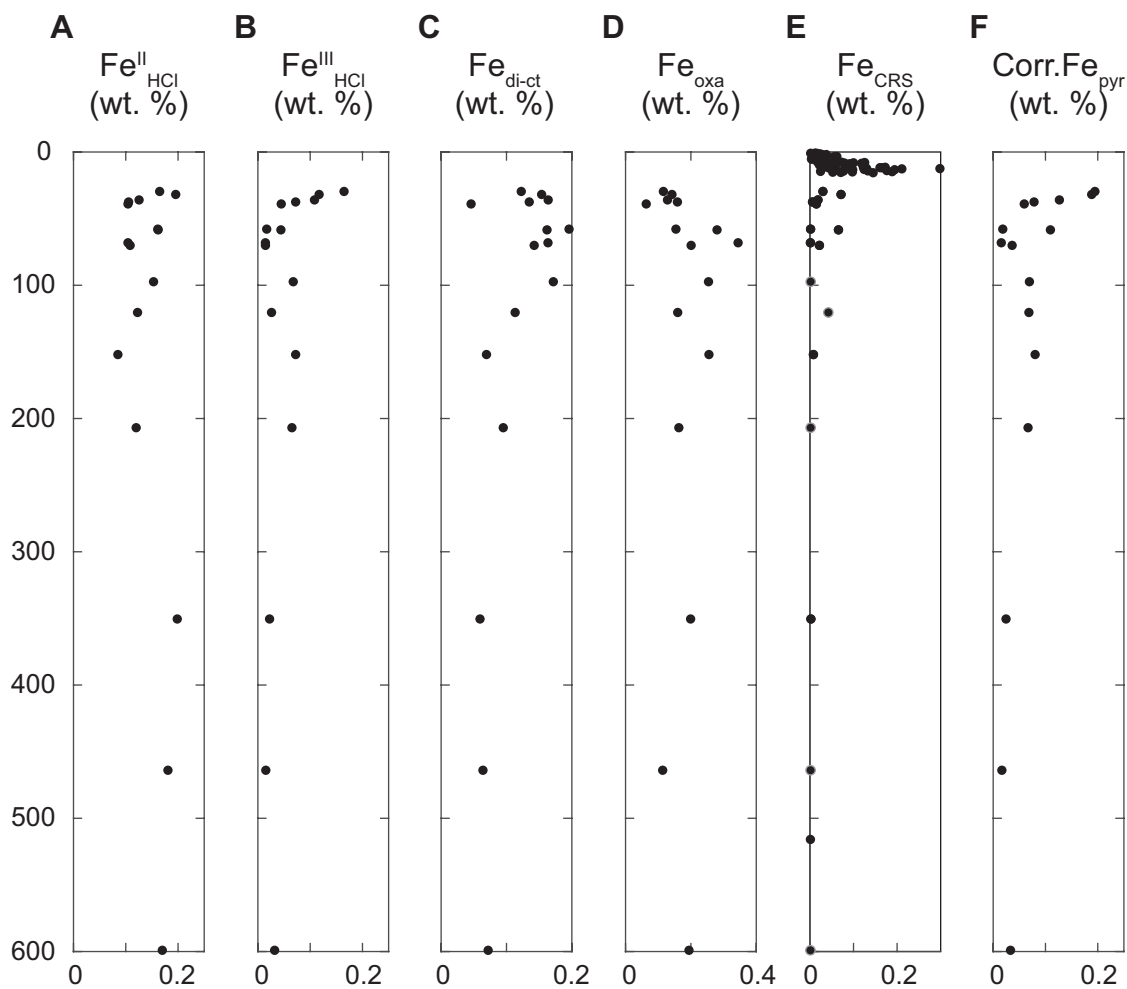 A B C D E F
Fe^II_HCl Fe^III_HCl Fe_di-ct Fe_oxa Fe_CRS Corr.Fe_pyr
(wt. %) (wt. %) (wt. %) (wt. %) (wt. %) (wt. %)
0
100
200
300
400
500
600
0 0.2 0 0.2 0 0.2 0 0.4 0 0.2 0 0.2